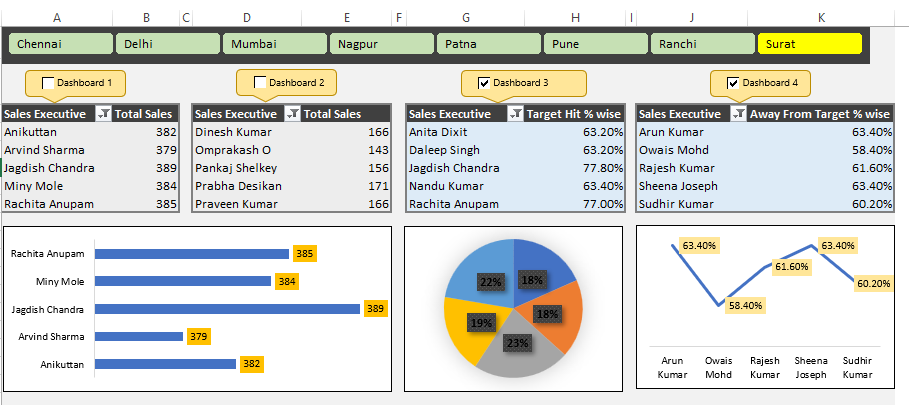 A B C D E F G H I J K
Chennai Delhi Mumbai Nagpur Patna Pune Ranchi Surat
Dashboard 1 Dashboard 2 Dashboard 3 Dashboard 4
Sales Executive Total Sales Sales Executive Total Sales Sales Executive Target Hit % wise Sales Executive Away From Target % wise
Anikuttan 382 Dinesh Kumar 166 Anita Dixit 63.20% Arun Kumar 63.40%
Arvind Sharma 379 Omprakash O 143 Daleep Singh 63.20% Owais Mohd 58.40%
Jagdish Chandra 389 Pankaj Shelkey 156 Jagdish Chandra 77.80% Rajesh Kumar 61.60%
Miny Mole 384 Prabha Desikan 171 Nandu Kumar 63.40% Sheena Joseph 63.40%
Rachita Anupam 385 Praveen Kumar 166 Rachita Anupam 77.00% Sudhir Kumar 60.20%
Rachita Anupam 385
Miny Mole 384
Jagdish Chandra 389
Arvind Sharma 379
Anikuttan 382
22% 18%
19% 18%
23%
63.40% 63.40%
61.60%
60.20%
58.40%
Arun Owais Rajesh Sheena Sudhir
Kumar Mohd Kumar Joseph Kumar